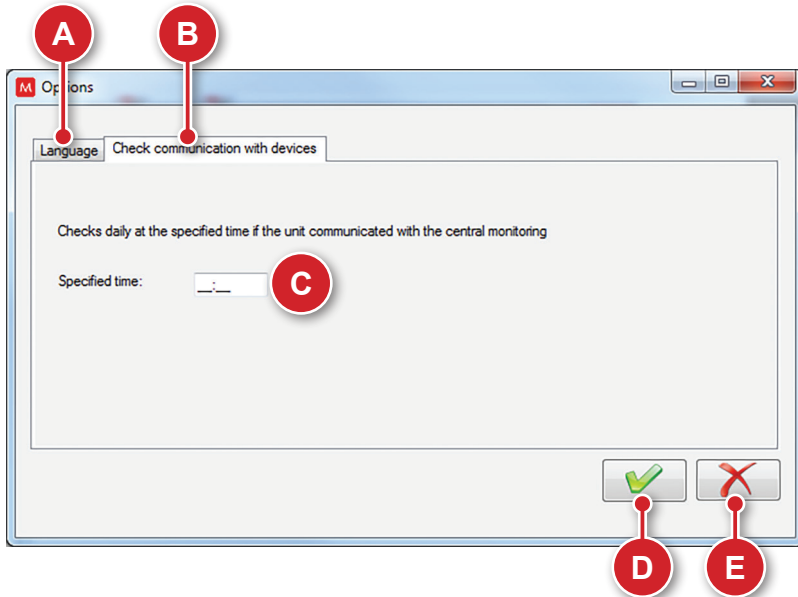 A B
M Options
Language Check communication with devices
Checks daily at the specified time if the unit communicated with the central monitoring
Specified time: __:__ C
D E